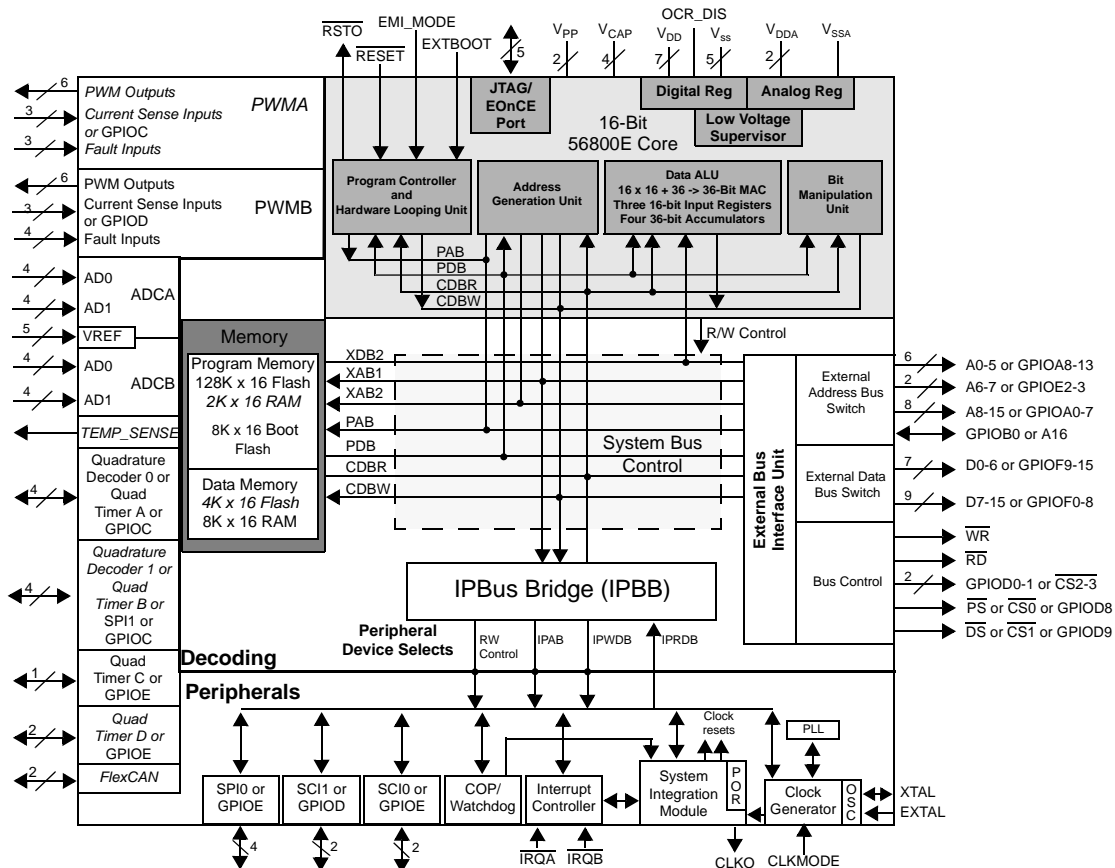 RSTO
EMI_MODE
RESET
EXTBOOT
5
VPP
2
VCAP
4
OCR_DIS
VDD
7
Vss
5
VDDA
2
VSSA
6
PWM Outputs
PWMA
3
Current Sense Inputs
or GPIOC
3
Fault Inputs
6
PWM Outputs
3
Current Sense Inputs
PWMB
or GPIOD
4
Fault Inputs
4
AD0
ADCA
4
AD1
5
VREF
4
AD0
ADCB
4
AD1
TEMP_SENSE
Quadrature
Decoder 0 or
Quad
Timer A or
GPIOC
4
Quadrature
Decoder 1 or
Quad
Timer B or
SPI1 or
GPIOC
4
Quad
Timer C or
GPIOE
1
Quad
Timer D or
GPIOE
2
FlexCAN
2
JTAG/
EOnCE
Port
Digital Reg
Analog Reg
Low Voltage
Supervisor
16-Bit
56800E Core
Program Controller
and
Hardware Looping Unit
Address
Generation Unit
Data ALU
16 x 16 + 36 -> 36-Bit MAC
Three 16-bit Input Registers
Four 36-bit Accumulators
Bit
Manipulation
Unit
PAB
PDB
CDBR
CDBW
R/W Control
Memory
Program Memory
128K x 16 Flash
2K x 16 RAM
8K x 16 Boot
Flash
Data Memory
4K x 16 Flash
8K x 16 RAM
XDB2
XAB1
XAB2
PAB
PDB
CDBR
CDBW
System Bus
Control
External Bus
Interface Unit
External
Address Bus
Switch
External Data
Bus Switch
Bus Control
6
A0-5 or GPIOA8-13
2
A6-7 or GPIOE2-3
8
A8-15 or GPIOA0-7
GPIOB0 or A16
7
D0-6 or GPIOF9-15
9
D7-15 or GPIOF0-8
WR
RD
2
GPIOD0-1 or CS2-3
PS or CS0 or GPIOD8
DS or CS1 or GPIOD9
IPBus Bridge (IPBB)
Peripheral
Device Selects
RW
Control
IPAB
IPWDB
IPRDB
Decoding
Peripherals
Clock
resets
PLL
SPI0 or
GPIOE
SCI1 or
GPIOD
SCI0 or
GPIOE
COP/
Watchdog
Interrupt
Controller
System
Integration
Module
POR
Clock
Generator
OSC
XTAL
EXTAL
4
2
2
IRQA
IRQB
CLKO
CLKMODE